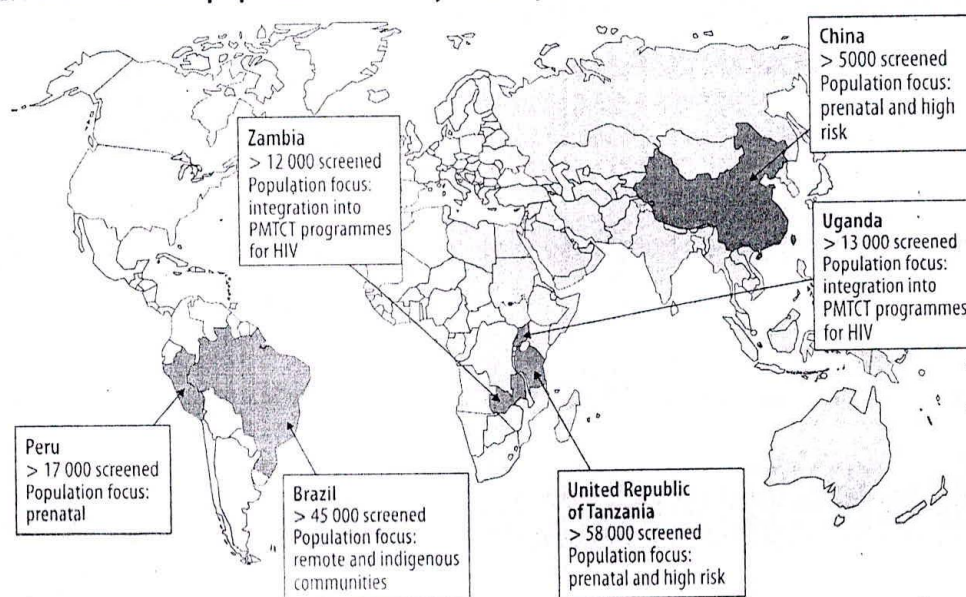 China
> 5000 screened
Population focus:
prenatal and high
risk
Zambia
> 12 000 screened
Population focus:
integration into
PMTCT programmes
for HIV
Uganda
> 13 000 screened
Population focus:
integration into
PMTCT programmes
for HIV
Peru
> 17 000 screened
Population focus:
prenatal
Brazil
> 45 000 screened
Population focus:
remote and indigenous
communities
United Republic
of Tanzania
> 58 000 screened
Population focus:
prenatal and high risk